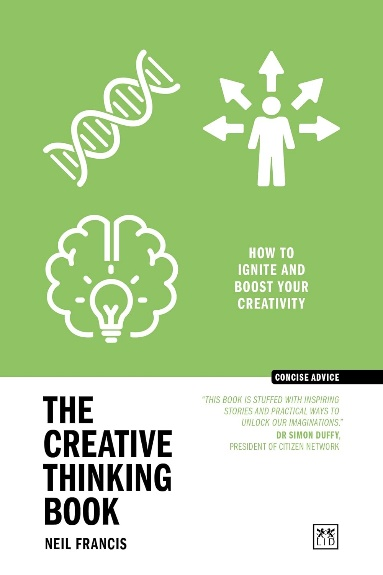 HOW TO
IGNITE AND
BOOST YOUR
CREATIVITY
CONCISE ADVICE
"THIS BOOK IS STUFFED WITH INSPIRING
STORIES AND PRACTICAL WAYS TO
UNLOCK OUR IMAGINATIONS."
DR SIMON DUFFY,
PRESIDENT OF CITIZEN NETWORK
THE
CREATIVE
THINKING
BOOK
NEIL FRANCIS
LID